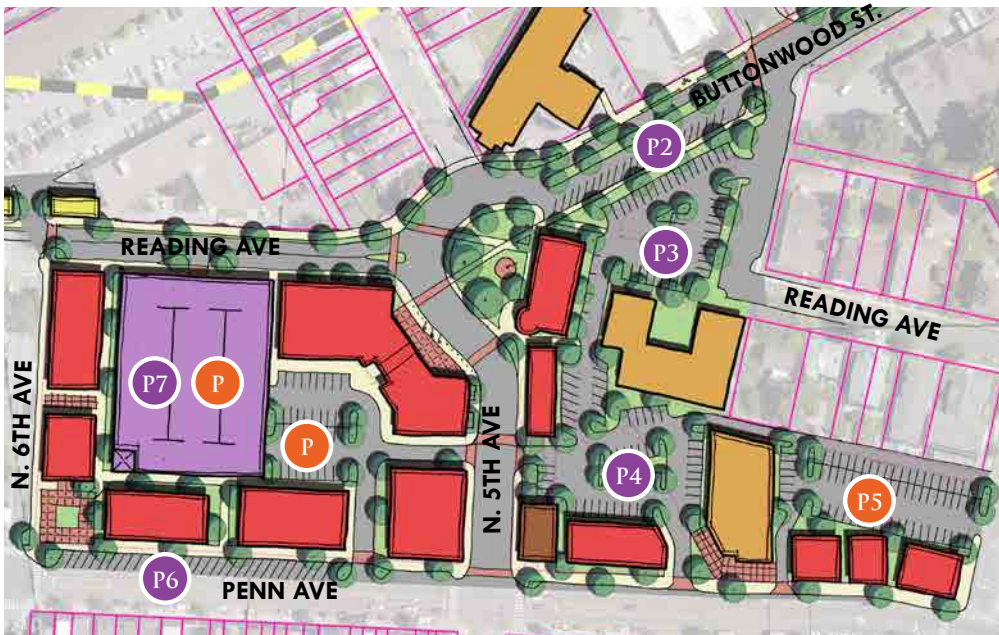 BUTTONWOOD ST.
P2
READING AVE
P3
READING AVE
N. 6TH AVE
P7
P
P
N. 5TH AVE
P4
P5
P6
PENN AVE